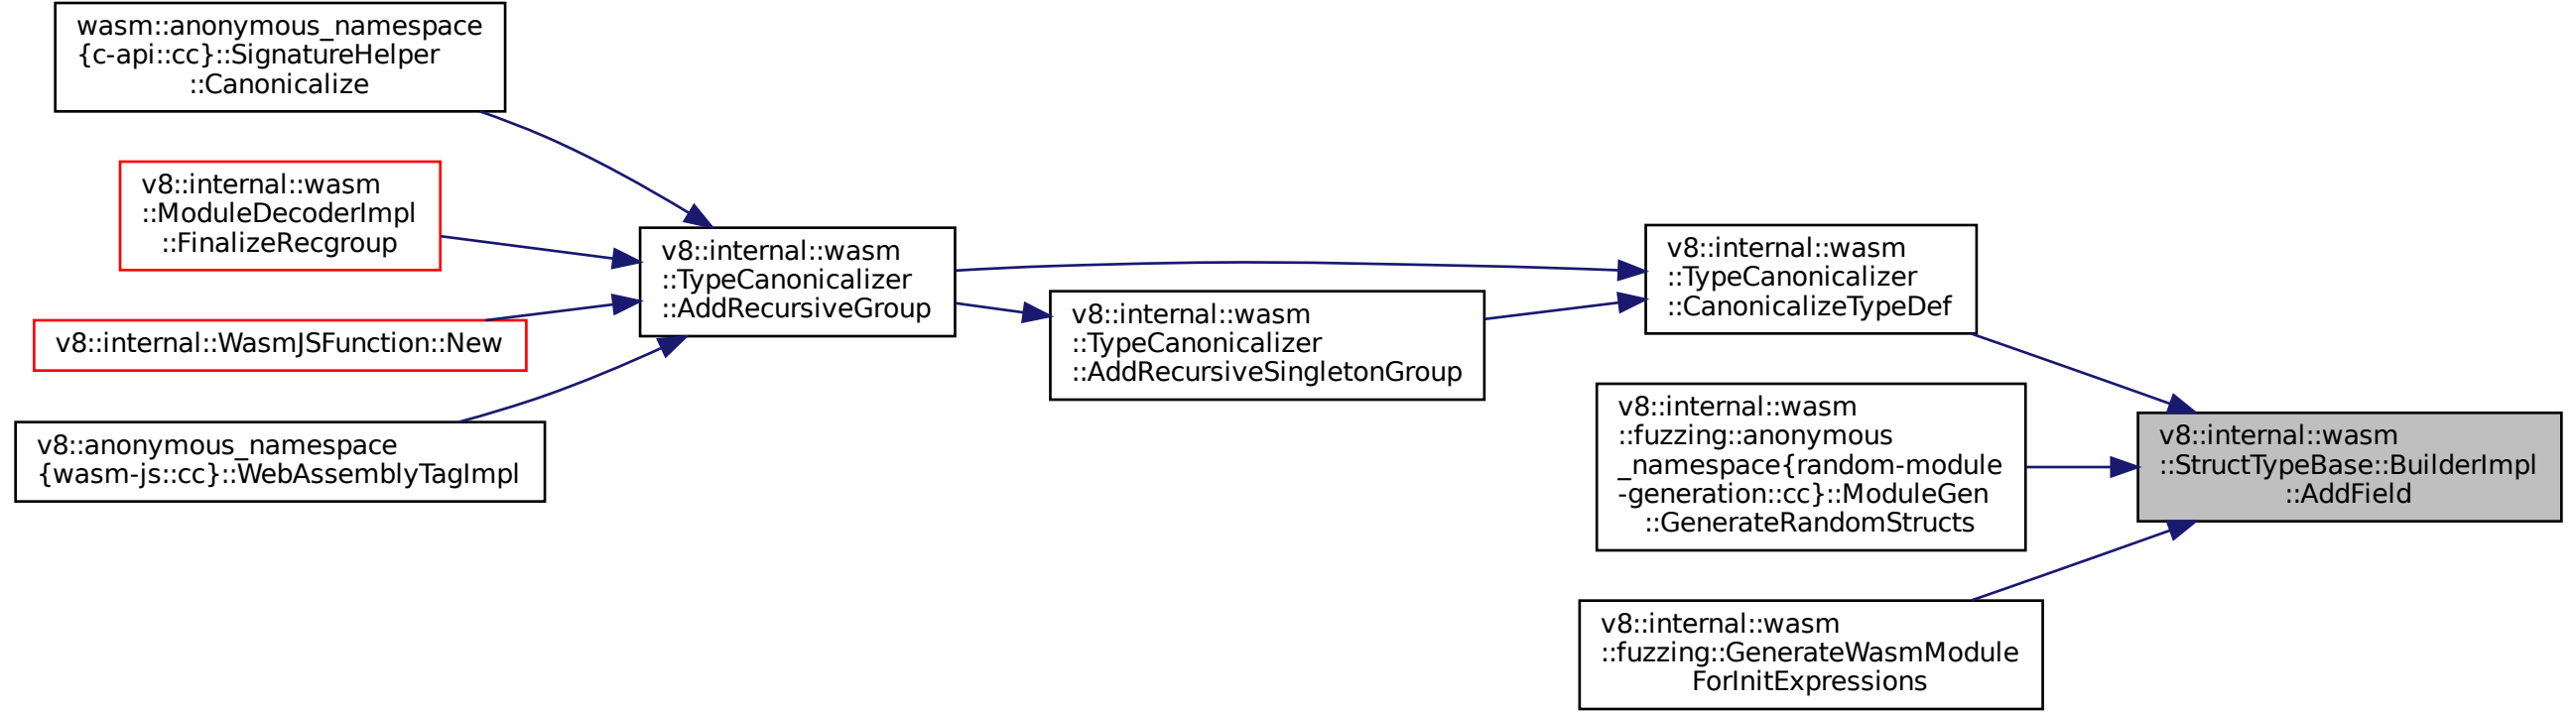 wasm::anonymous_namespace
{c-api::cc}::SignatureHelper
::Canonicalize
v8::internal::wasm
::ModuleDecoderImpl
::FinalizeRecgroup
v8::internal::WasmJSFunction::New
v8::anonymous_namespace
{wasm-js::cc}::WebAssemblyTagImpl
v8::internal::wasm
::TypeCanonicalizer
::AddRecursiveGroup
v8::internal::wasm
::TypeCanonicalizer
::AddRecursiveSingletonGroup
v8::internal::wasm
::TypeCanonicalizer
::CanonicalizeTypeDef
v8::internal::wasm
::fuzzing::anonymous
_namespace{random-module
-generation::cc}::ModuleGen
::GenerateRandomStructs
v8::internal::wasm
::fuzzing::GenerateWasmModule
ForInitExpressions
v8::internal::wasm
::StructTypeBase::BuilderImpl
::AddField